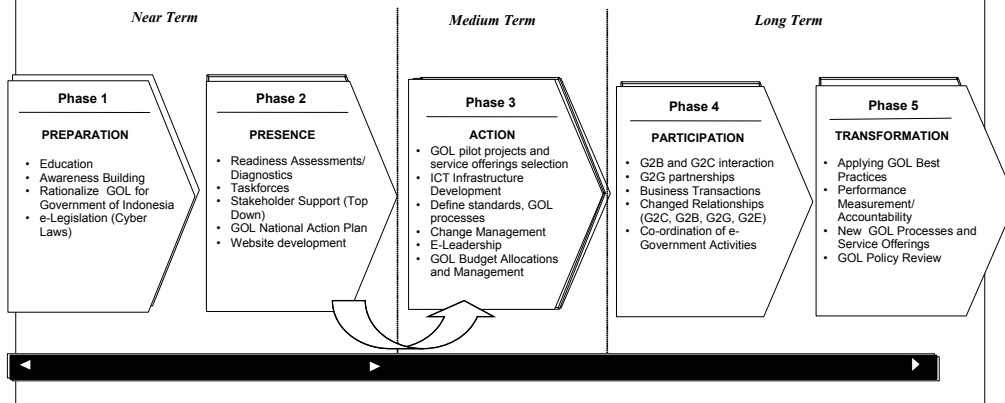 Near Term
Medium Term
Long Term
Phase 1
PREPARATION
• Education
• Awareness Building
• Rationalize GOL for
Government of Indonesia
• e-Legislation (Cyber
Laws)
Phase 2
PRESENCE
• Readiness Assessments/
Diagnostics
• Taskforces
• Stakeholder Support (Top
Down)
• GOL National Action Plan
• Website development
Phase 3
ACTION
• GOL pilot projects and
service offerings selection
• ICT Infrastructure
Development
• Define standards, GOL
processes
• Change Management
• E-Leadership
• GOL Budget Allocations
and Management
Phase 4
PARTICIPATION
• G2B and G2C interaction
• G2G partnerships
• Business Transactions
• Changed Relationships
(G2C, G2B, G2G, G2E)
• Co-ordination of e-
Government Activities
Phase 5
TRANSFORMATION
• Applying GOL Best
Practices
• Performance
Measurement/
Accountability
• New GOL Processes and
Service Offerings
• GOL Policy Review